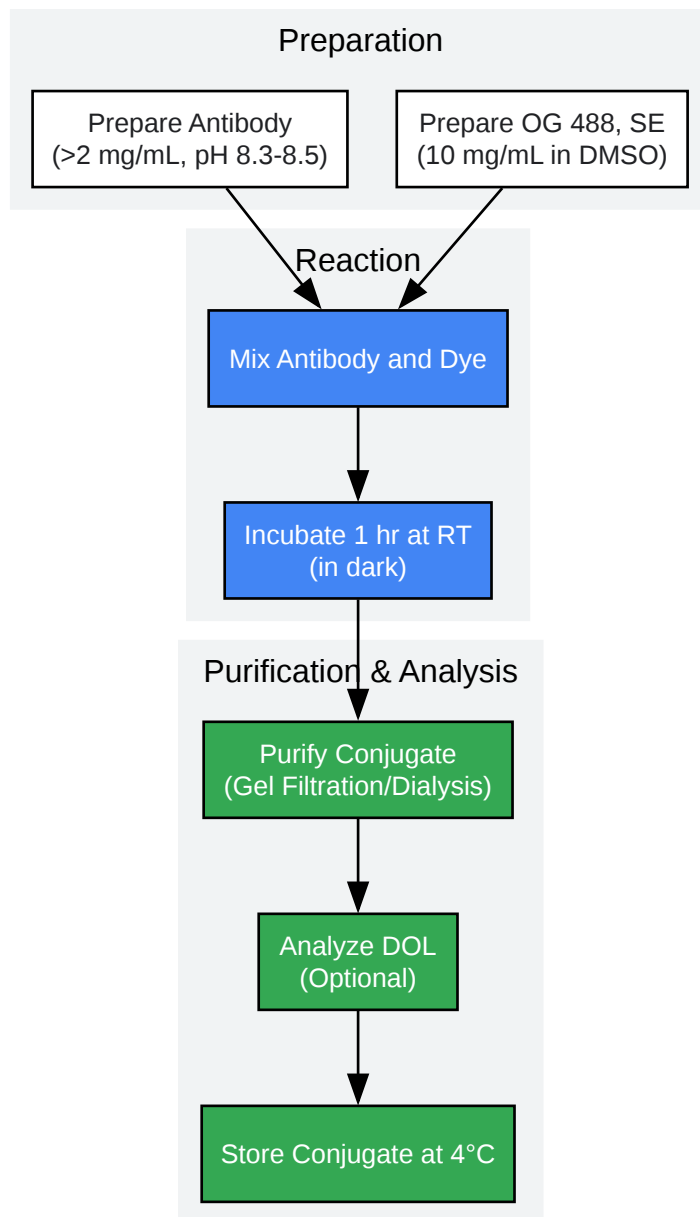 Preparation
Prepare Antibody
(>2 mg/mL, pH 8.3-8.5)
Prepare OG 488, SE
(10 mg/mL in DMSO)
Reaction
Mix Antibody and Dye
Incubate 1 hr at RT
(in dark)
Purification & Analysis
Purify Conjugate
(Gel Filtration/Dialysis)
Analyze DOL
(Optional)
Store Conjugate at 4°C